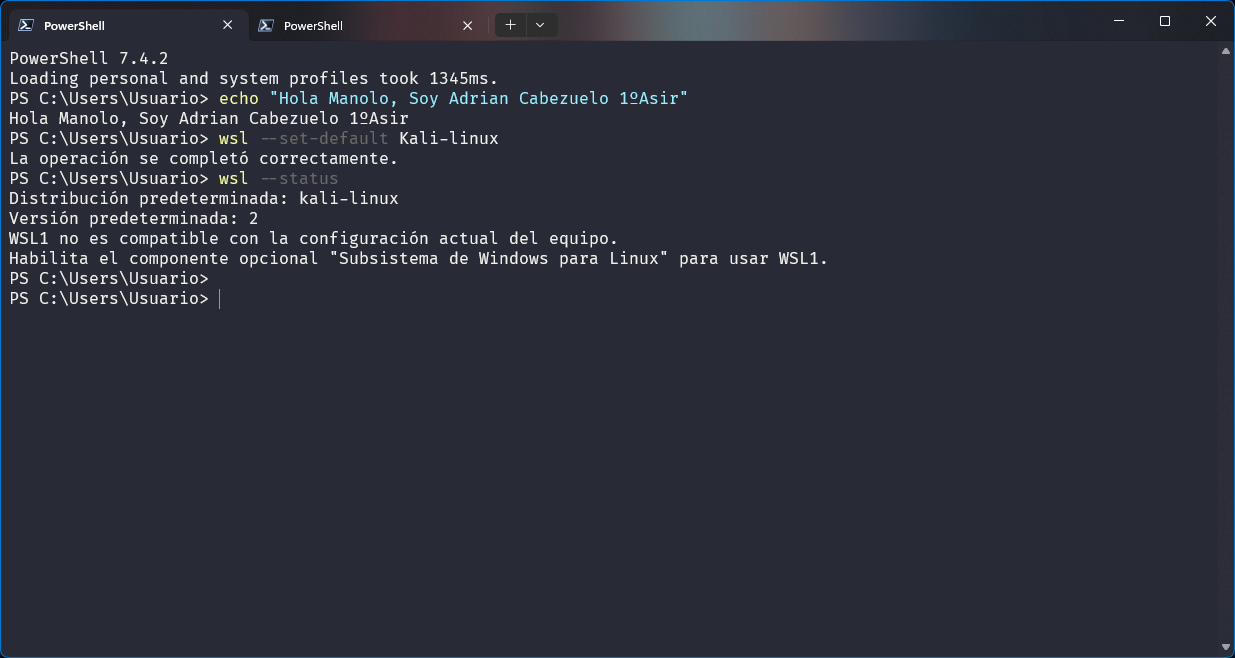 PowerShell
PowerShell
PowerShell 7.4.2
Loading personal and system profiles took 1345ms.
PS C:\Users\Usuario> echo "Hola Manolo, Soy Adrian Cabezuelo 1ºAsir"
Hola Manolo, Soy Adrian Cabezuelo 1ºAsir
PS C:\Users\Usuario> wsl --set-default Kali-linux
La operación se completó correctamente.
PS C:\Users\Usuario> wsl --status
Distribución predeterminada: kali-linux
Versión predeterminada: 2
WSL1 no es compatible con la configuración actual del equipo.
Habilita el componente opcional "Subsistema de Windows para Linux" para usar WSL1.
PS C:\Users\Usuario>
PS C:\Users\Usuario>